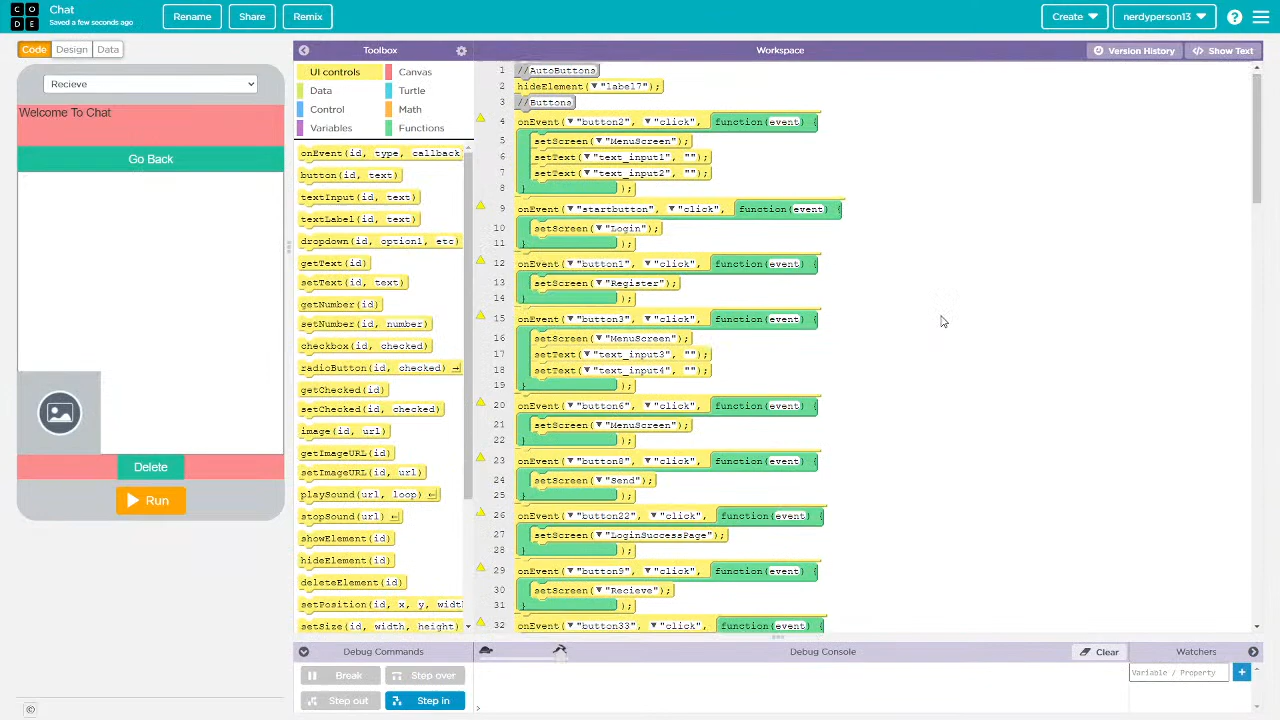 CODE
Chat
Saved a few seconds ago
Rename
Share
Remix
Create
nerdyperson13
?
Code
Design
Data
Toolbox
Workspace
Version History
</> Show Text
Recieve
Welcome To Chat
Go Back
Delete
Run
UI controls
Canvas
Data
Turtle
Control
Math
Variables
Functions
onEvent(id, type, callback
button(id, text)
textInput(id, text)
textLabel(id, text)
dropdown(id, option1, etc)
getText(id)
setText(id, text)
getNumber(id)
setNumber(id, number)
checkbox(id, checked)
radioButton(id, checked)
getChecked(id)
setChecked(id, checked)
image(id, url)
getImageURL(id)
setImageURL(id, url)
playSound(url, loop)
stopSound(url)
showElement(id)
hideElement(id)
deleteElement(id)
setPosition(id, x, y, width
setSize(id, width, height)
1 //AutoButtons
2 hideElement("label7");
3 //Buttons
4 onEvent("button2", "click", function(event) {
5 setScreen("MenuScreen");
6 setText("text_input1", "");
7 setText("text_input2", "");
8 } );
9 onEvent("startbutton", "click", function(event) {
10 setScreen("Login");
11 } );
12 onEvent("button1", "click", function(event) {
13 setScreen("Register");
14 } );
15 onEvent("button3", "click", function(event) {
16 setScreen("MenuScreen");
17 setText("text_input3", "");
18 setText("text_input4", "");
19 } );
20 onEvent("button6", "click", function(event) {
21 setScreen("MenuScreen");
22 } );
23 onEvent("button8", "click", function(event) {
24 setScreen("Send");
25 } );
26 onEvent("button22", "click", function(event) {
27 setScreen("LoginSuccessPage");
28 } );
29 onEvent("button9", "click", function(event) {
30 setScreen("Recieve");
31 } );
32 onEvent("button33", "click", function(event) {
Debug Commands
Debug Console
Clear
Watchers
Break
Step over
Step out
Step in
Variable / Property
+
>
©